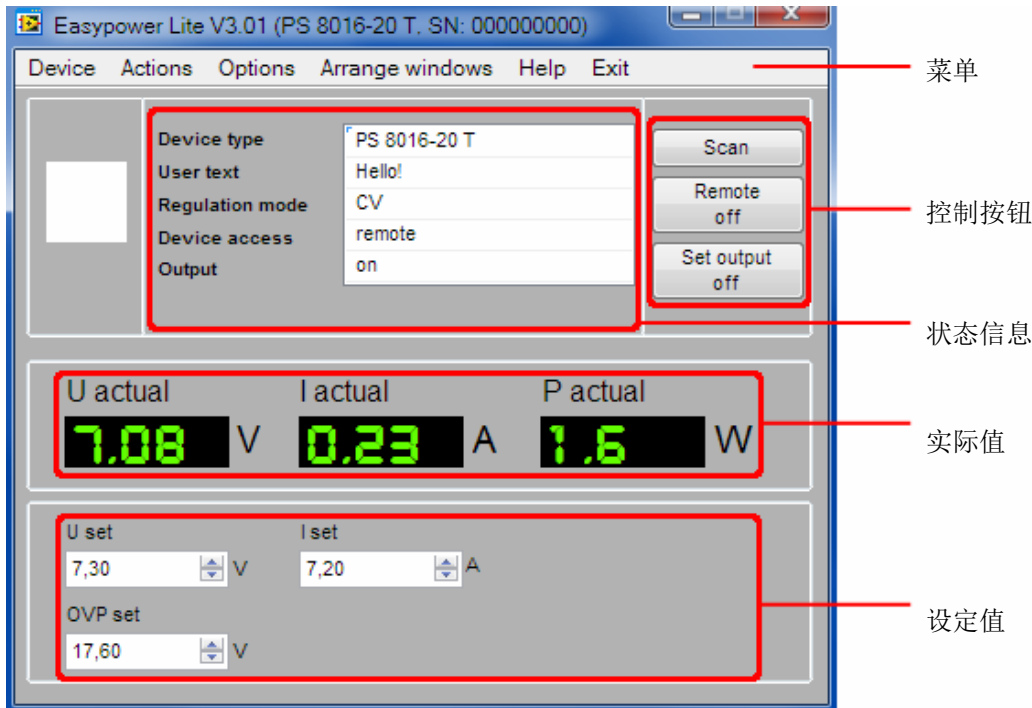 Easypower Lite V3.01 (PS 8016-20 T. SN: 000000000)
Device Actions Options Arrange windows Help Exit
菜单
Device type PS 8016-20 T
User text Hello!
Regulation mode CV
Device access remote
Output on
Scan
Remote
off
Set output
off
控制按钮
状态信息
U actual I actual P actual
7.08 V 0.23 A 1.6 W
实际值
U set I set
7,30 V 7,20 A
OVP set
17,60 V
设定值